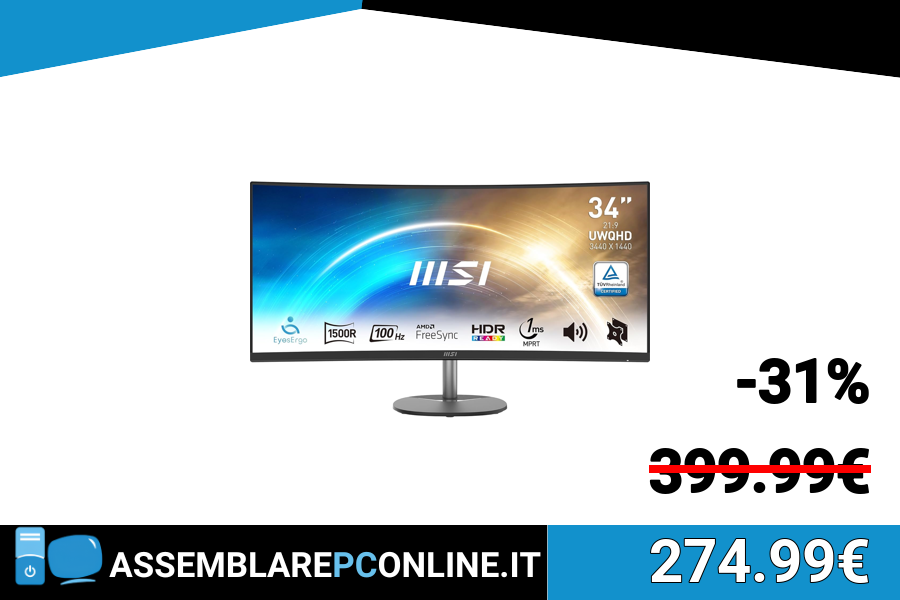 34”
21:9
UWQHD
3440 X 1440
msi
TÜVRheinland
CERTIFIED
EyesErgo
1500R
100Hz
AMD
FreeSync
HDR
READY
1ms
MPRT
msi
-31%
399.99€
ASSEMBLAREPCONLINE.IT
274.99€